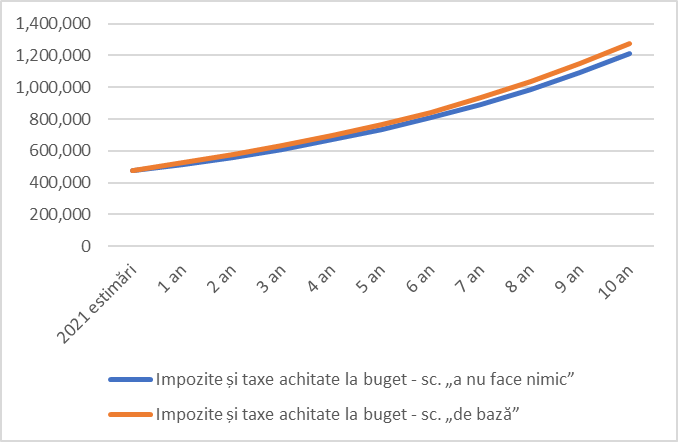 1,400,000
1,200,000
1,000,000
800,000
600,000
400,000
200,000
0
2021 estimări
1 an
2 an
3 an
4 an
5 an
6 an
7 an
8 an
9 an
10 an
Impozite și taxe achitate la buget - sc. „a nu face nimic”
Impozite și taxe achitate la buget - sc. „de bază”